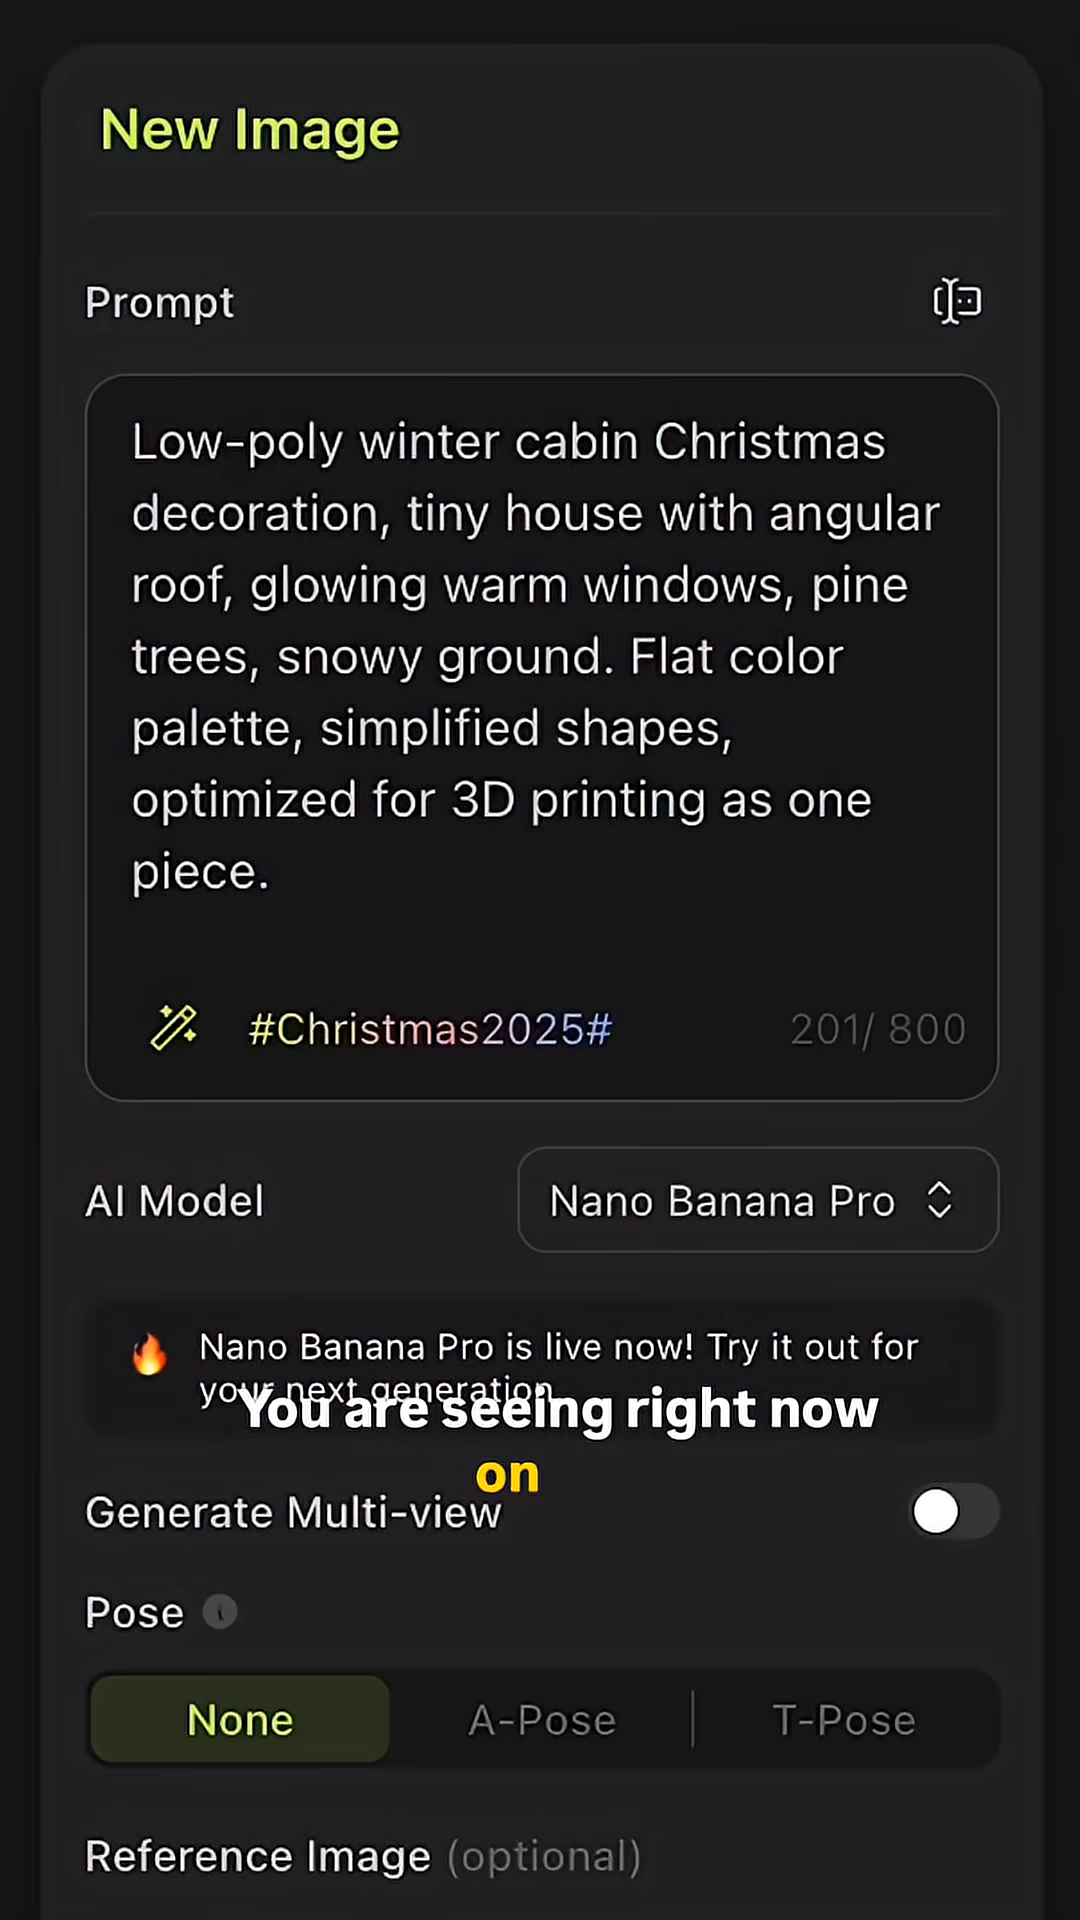 New Image
Prompt
Low-poly winter cabin Christmas
decoration, tiny house with angular
roof, glowing warm windows, pine
trees, snowy ground. Flat color
palette, simplified shapes,
optimized for 3D printing as one
piece.
#Christmas2025# 201/ 800
AI Model Nano Banana Pro
Nano Banana Pro is live now! Try it out for
your next generation
You are seeing right now
on
Generate Multi-view
Pose
None A-Pose T-Pose
Reference Image (optional)